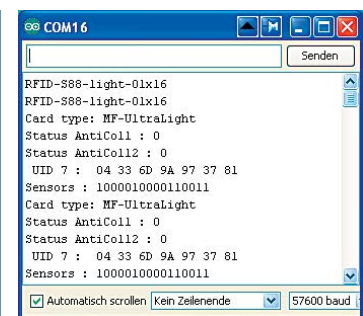 COM16
Senden
RFID-S88-light-01x16
RFID-S88-light-01x16
Card type: MF-UltraLight
Status AntiColl : 0
Status AntiColl2 : 0
UID 7 : 04 33 6D 9A 97 37 81
Sensors : 1000010000110011
Card type: MF-UltraLight
Status AntiColl : 0
Status AntiColl2 : 0
UID 7 : 04 33 6D 9A 97 37 81
Sensors : 1000010000110011
Automatisch scrollen Kein Zeilenende 57600 baud